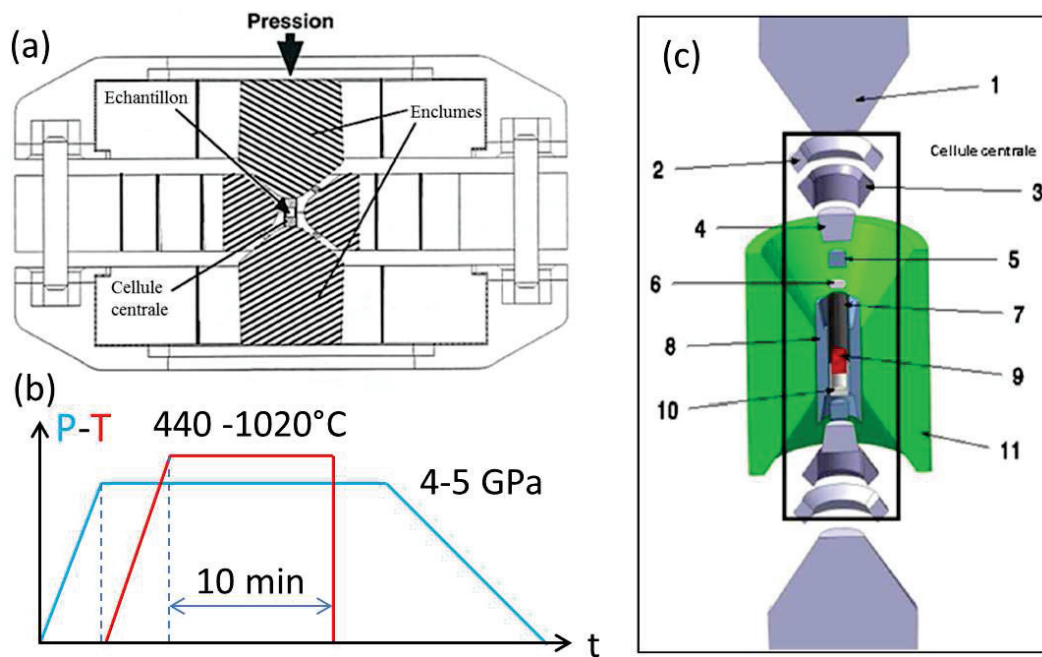 (a)
Pression
Echantillon
Enclumes
Cellule
centrale
(b)
P-T
440 -1020°C
4-5 GPa
10 min
t
(c)
1
2
Cellule centrale
3
4
5
6
7
8
9
10
11